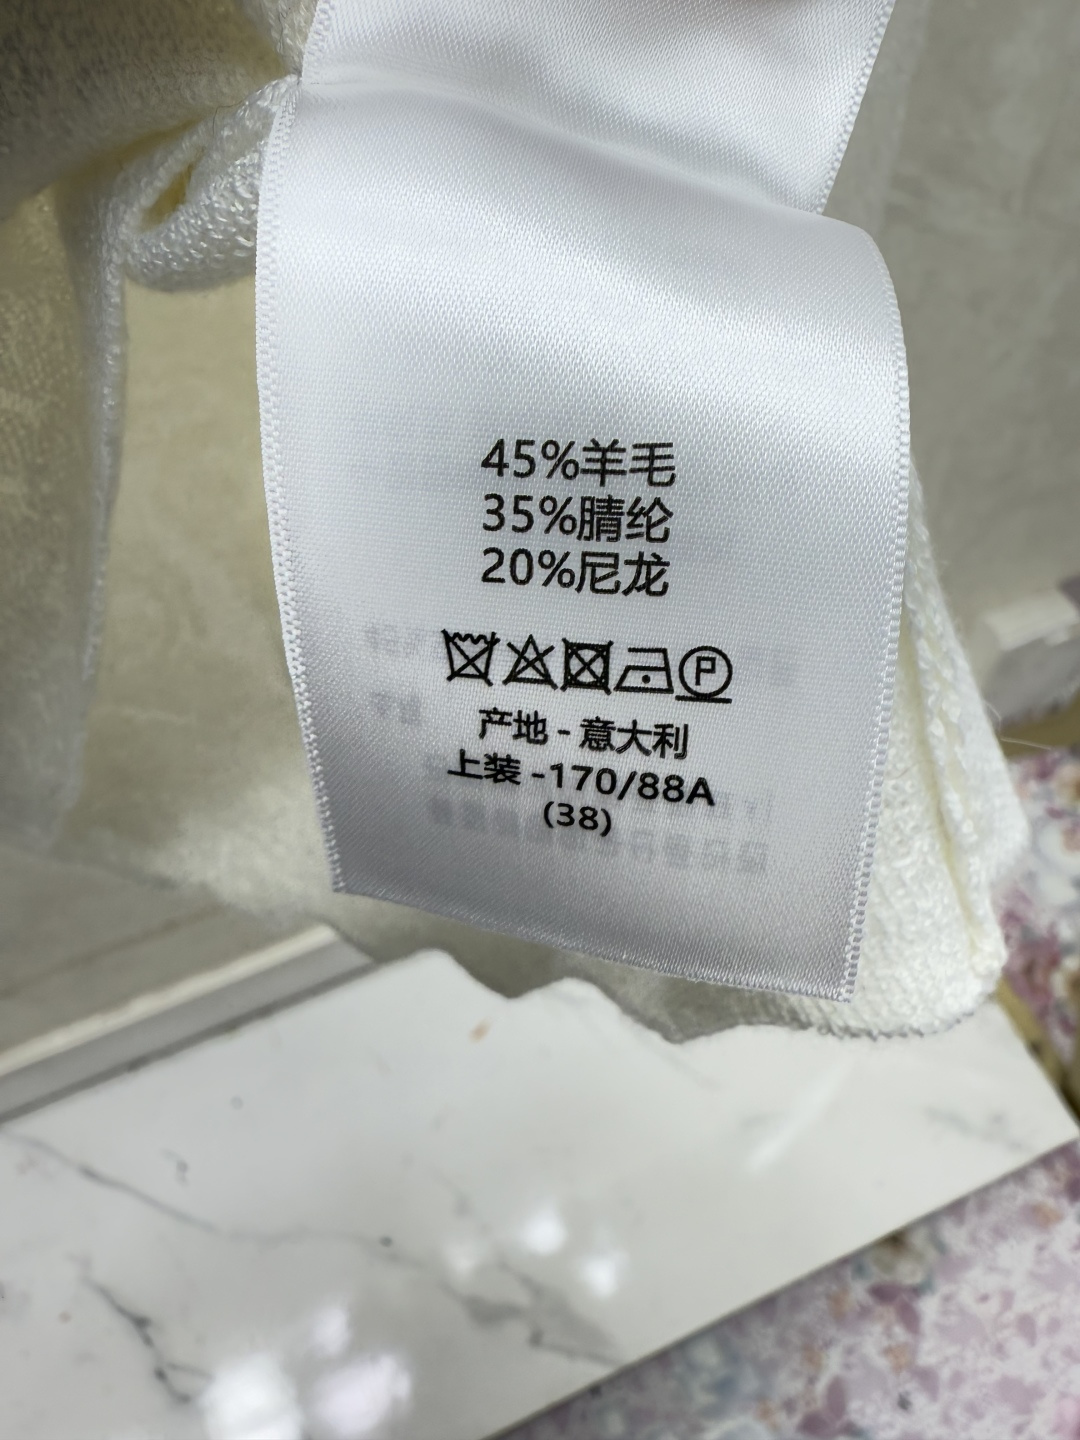 45%羊毛
35%腈纶
20%尼龙
P
产地 - 意大利
上装 -170/88A
(38)